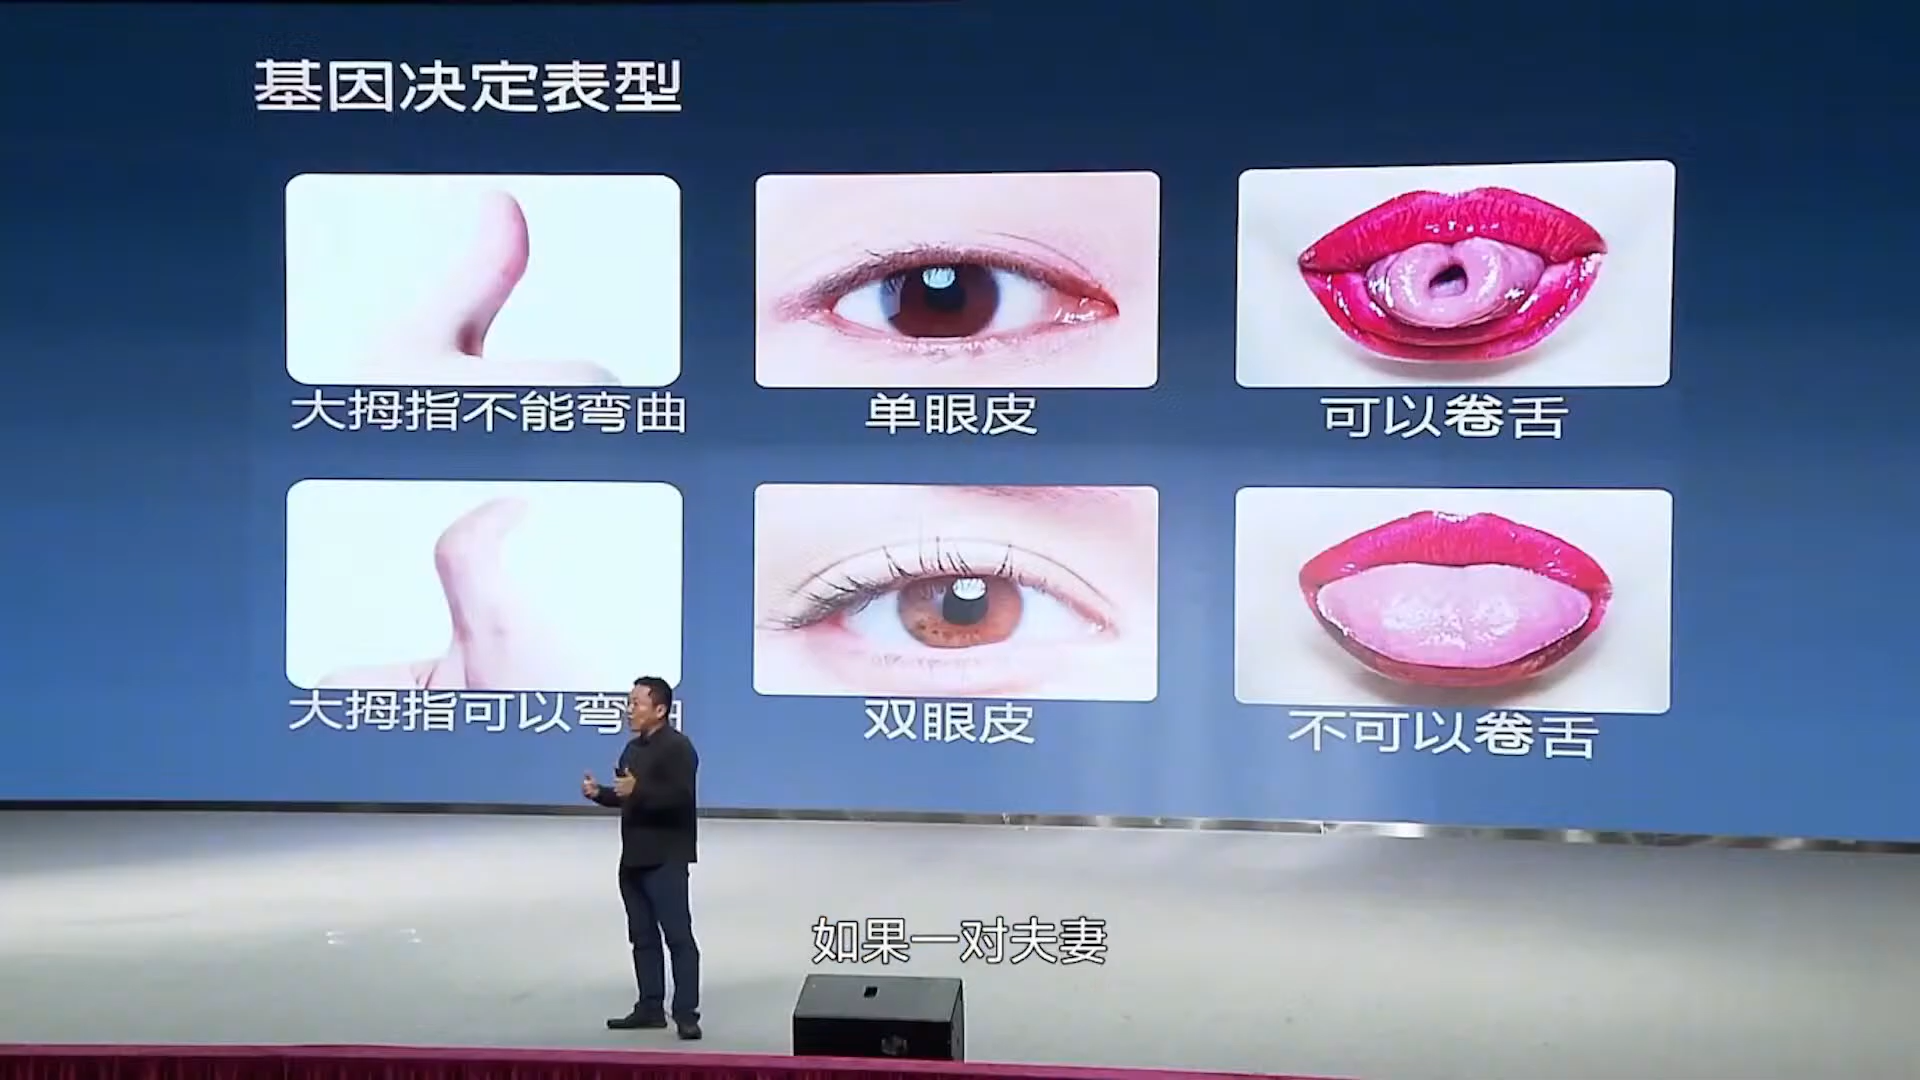 基因决定表型
大拇指不能弯曲
单眼皮
可以卷舌
大拇指可以弯曲
双眼皮
不可以卷舌
如果一对夫妻